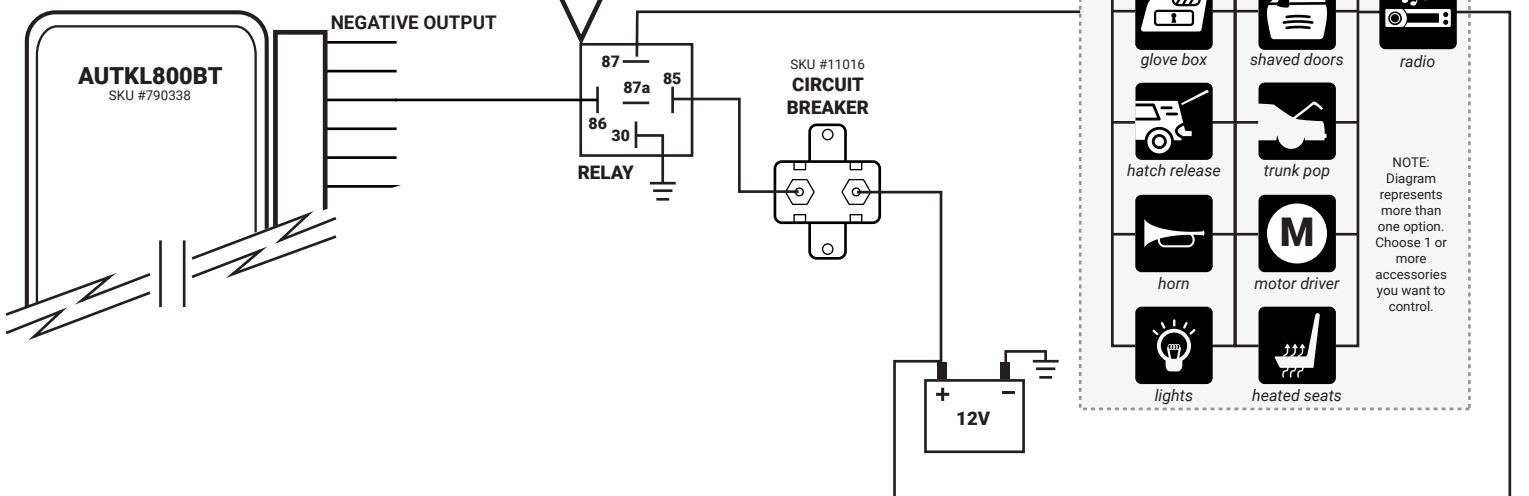 NEGATIVE OUTPUT
AUTKL800BT
SKU #790338
87
87a
85
86
30
RELAY
SKU #11016
CIRCUIT
BREAKER
+
−
12V
glove box
shaved doors
radio
hatch release
trunk pop
horn
M
motor driver
lights
heated seats
NOTE:
Diagram
represents
more than
one option.
Choose 1 or
more
accessories
you want to
control.